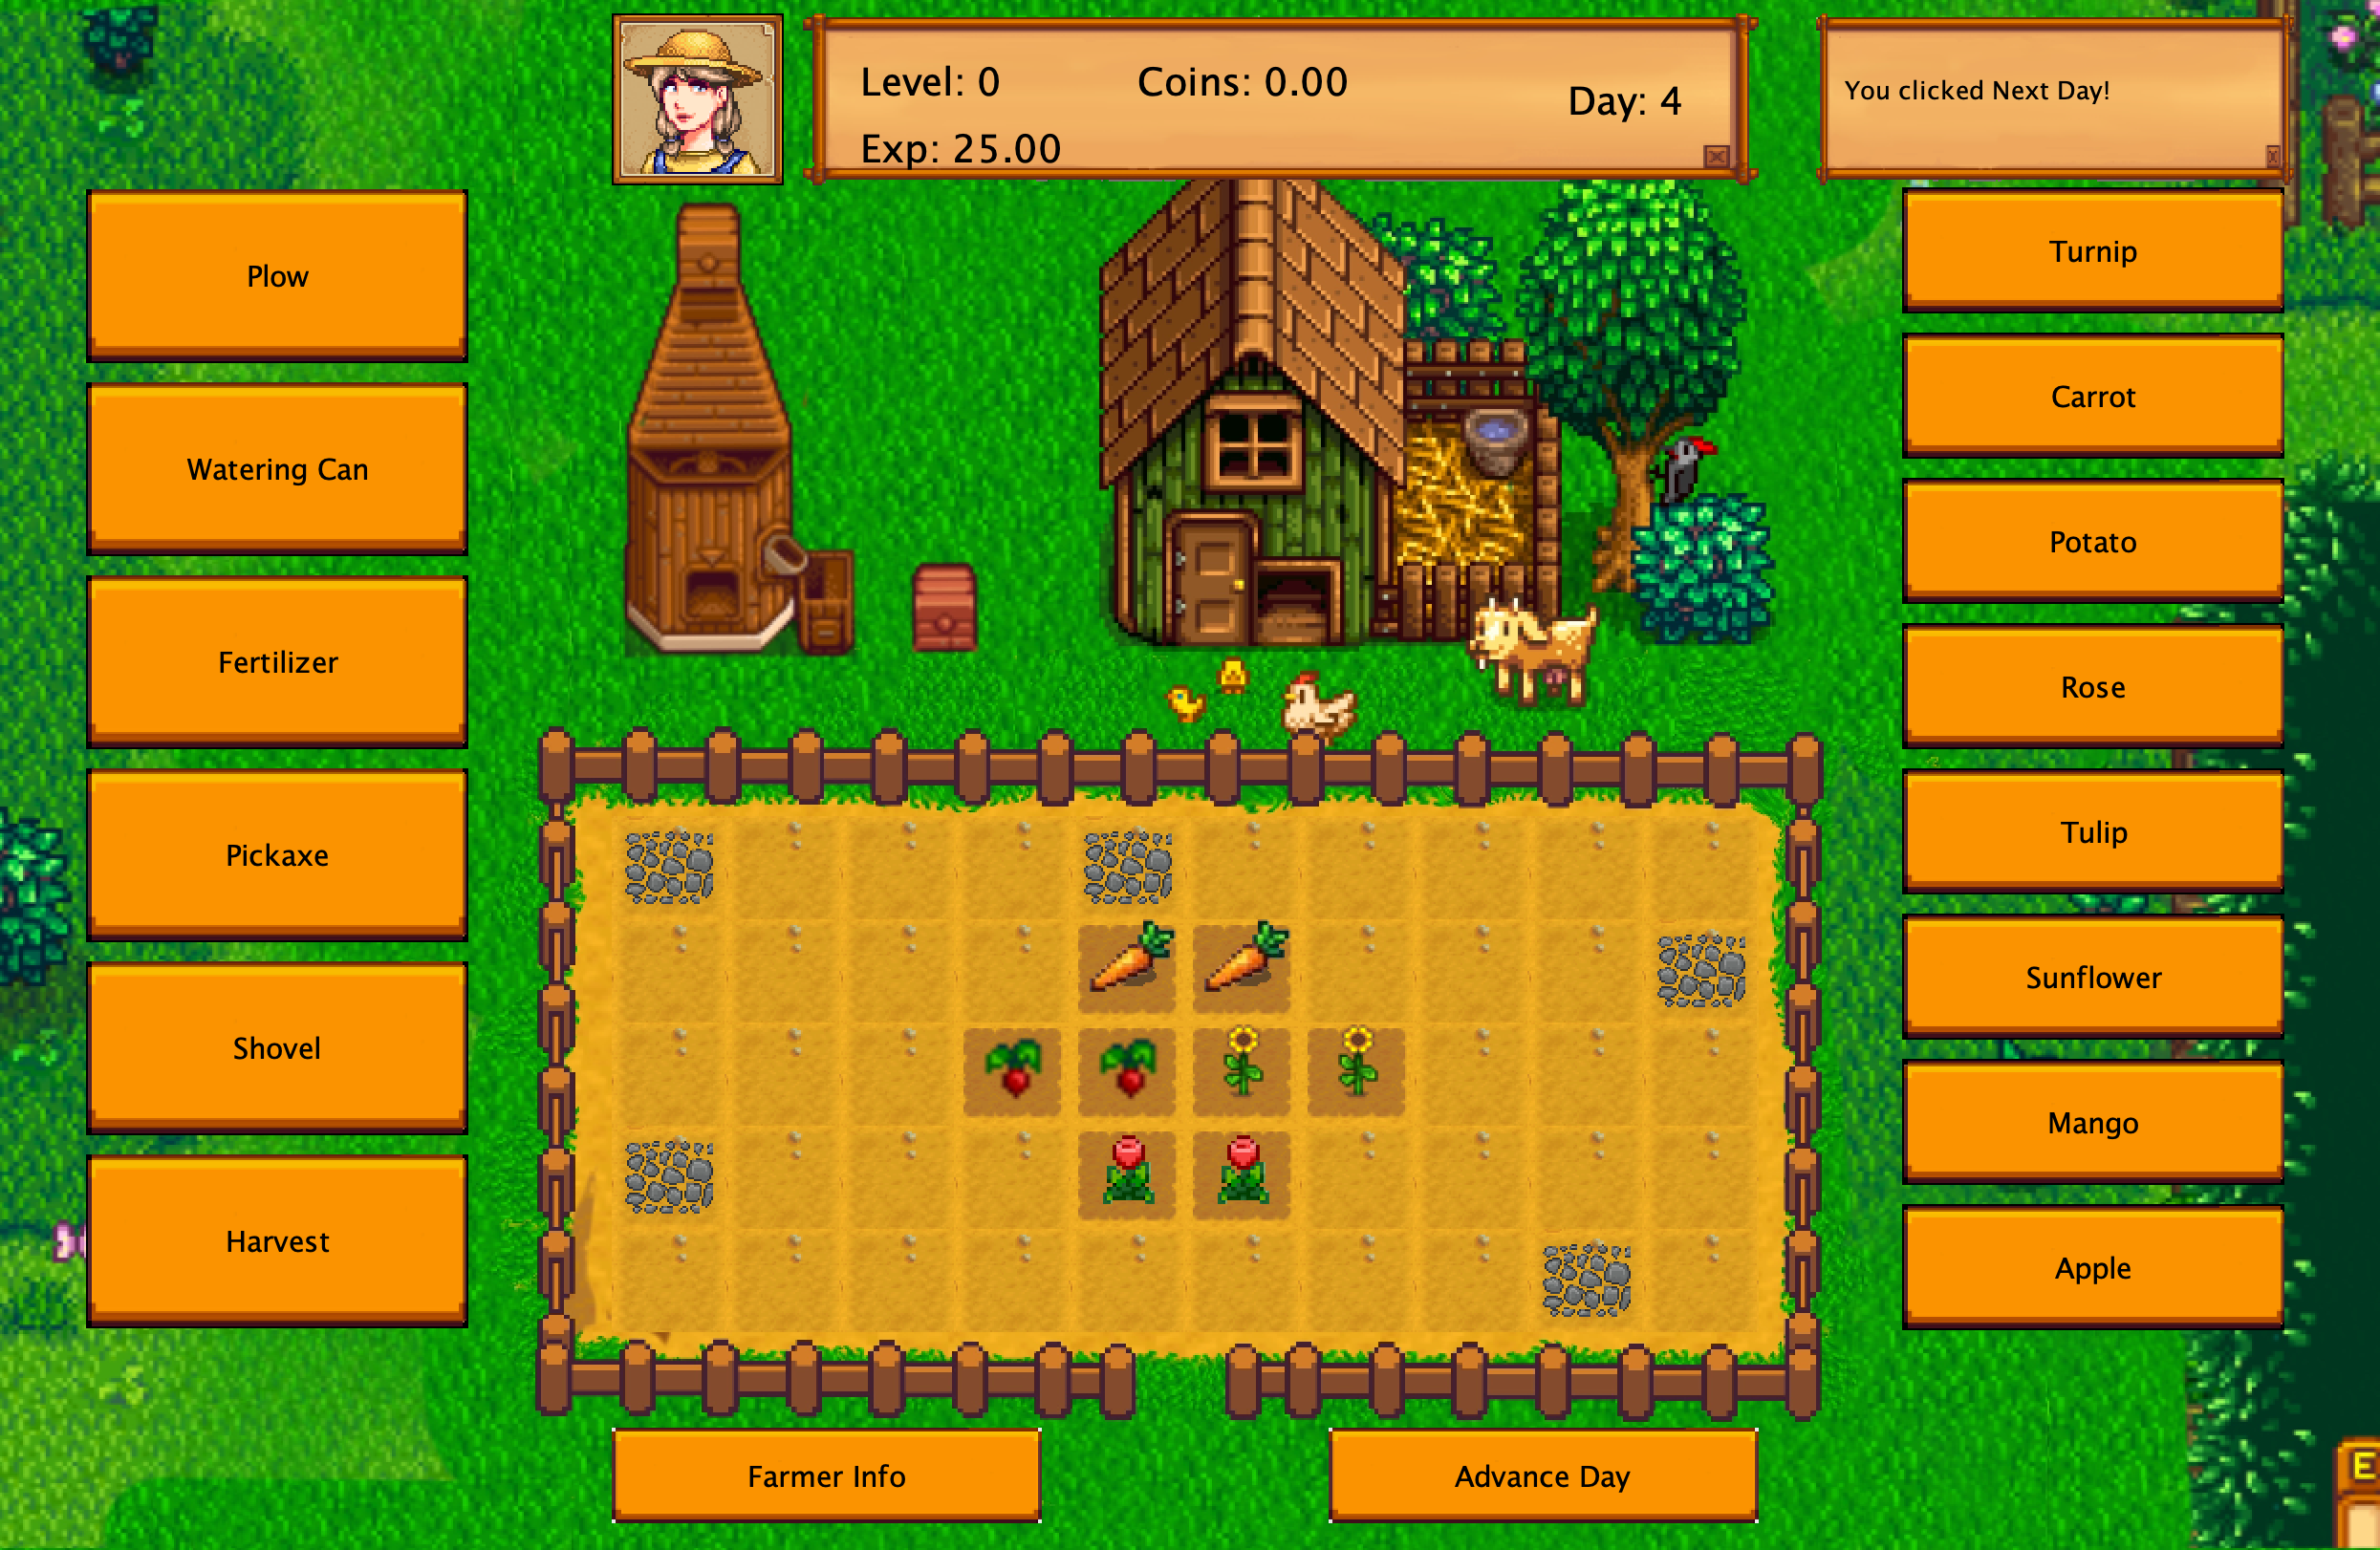 Level: 0
Coins: 0.00
Day: 4
Exp: 25.00
You clicked Next Day!
Plow
Watering Can
Fertilizer
Pickaxe
Shovel
Harvest
Turnip
Carrot
Potato
Rose
Tulip
Sunflower
Mango
Apple
Farmer Info
Advance Day
E